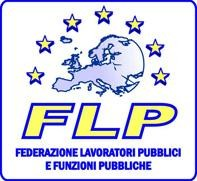 FLP
FEDERAZIONE LAVORATORI PUBBLICI
E FUNZIONI PUBBLICHE